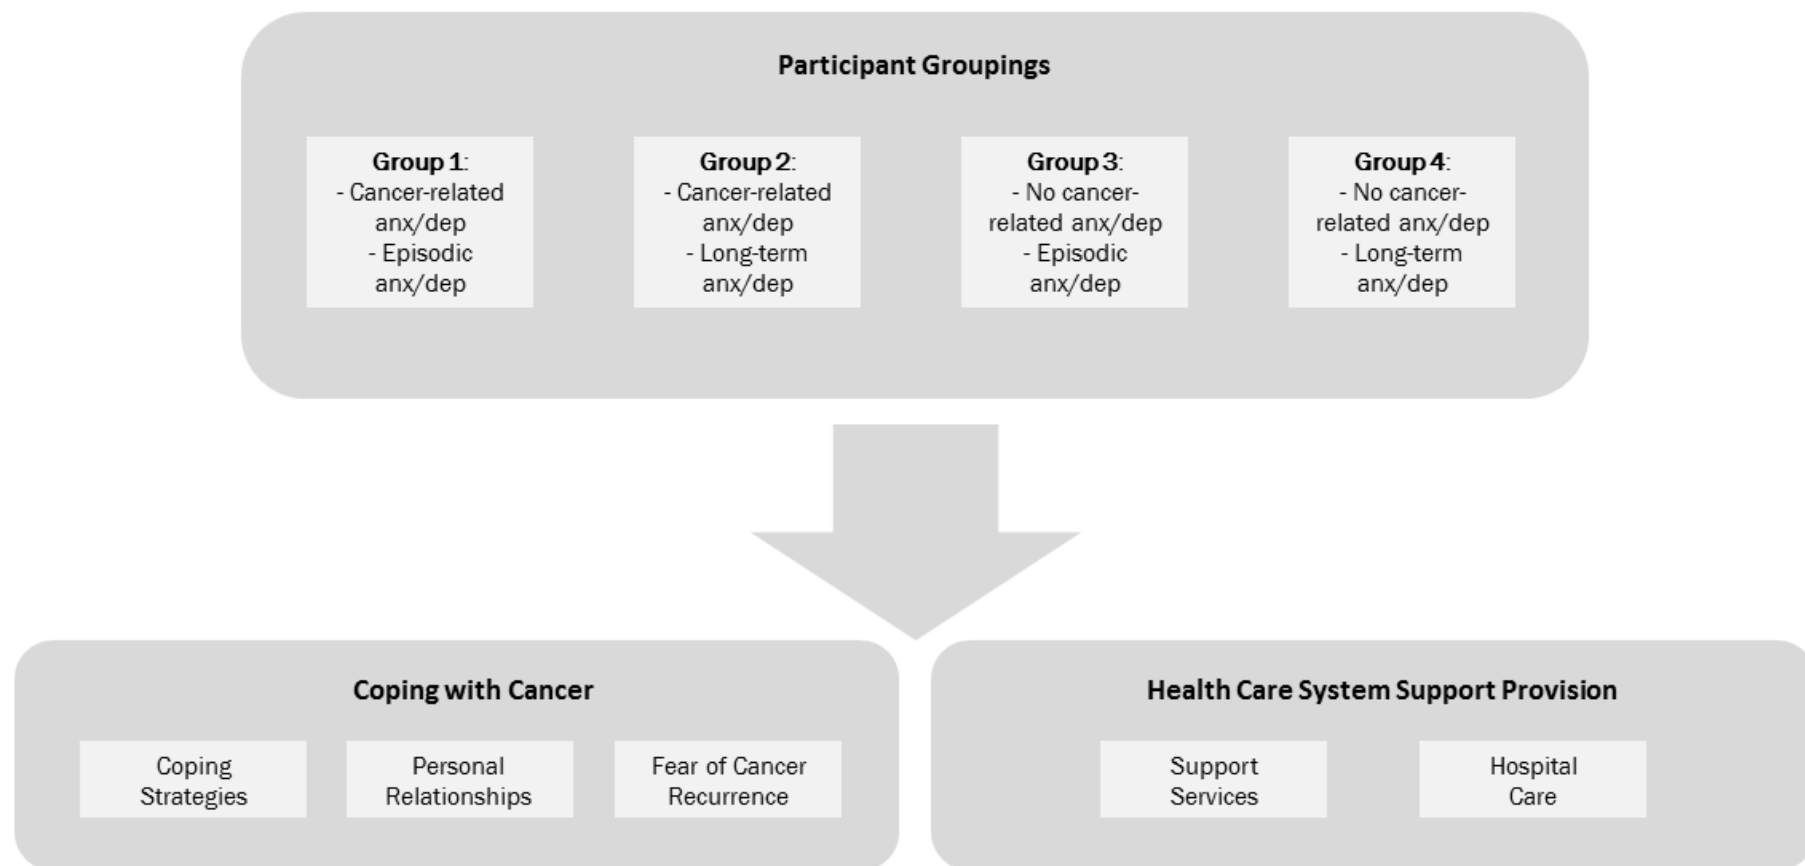 Participant Groupings
Group 1:
- Cancer-related
anx/dep
- Episodic
anx/dep
Group 2:
- Cancer-related
anx/dep
- Long-term
anx/dep
Group 3:
- No cancer-
related anx/dep
- Episodic
anx/dep
Group 4:
- No cancer-
related anx/dep
- Long-term
anx/dep
Coping with Cancer
Coping
Strategies
Personal
Relationships
Fear of Cancer
Recurrence
Health Care System Support Provision
Support
Services
Hospital
Care